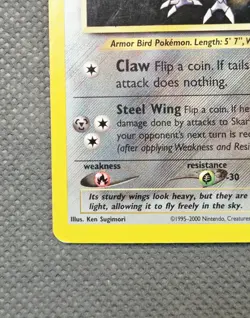 Armor Bird Pokémon. Length: 5' 7", W
Claw Flip a coin. If tails
attack does nothing.
Steel Wing Flip a coin. If he
damage done by attacks to Skar
your opponent's next turn is re
(after applying Weakness and Resi
weakness resistance
-30
Its sturdy wings look heavy, but they are
light, allowing it to fly freely in the sky.
Illus. Ken Sugimori ©1995-2000 Nintendo, Creatures